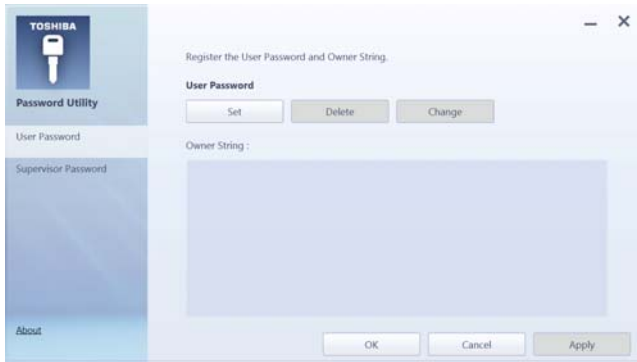 TOSHIBA
Password Utility
User Password
Supervisor Password
About
Register the User Password and Owner String.
User Password
Set Delete Change
Owner String :
OK Cancel Apply